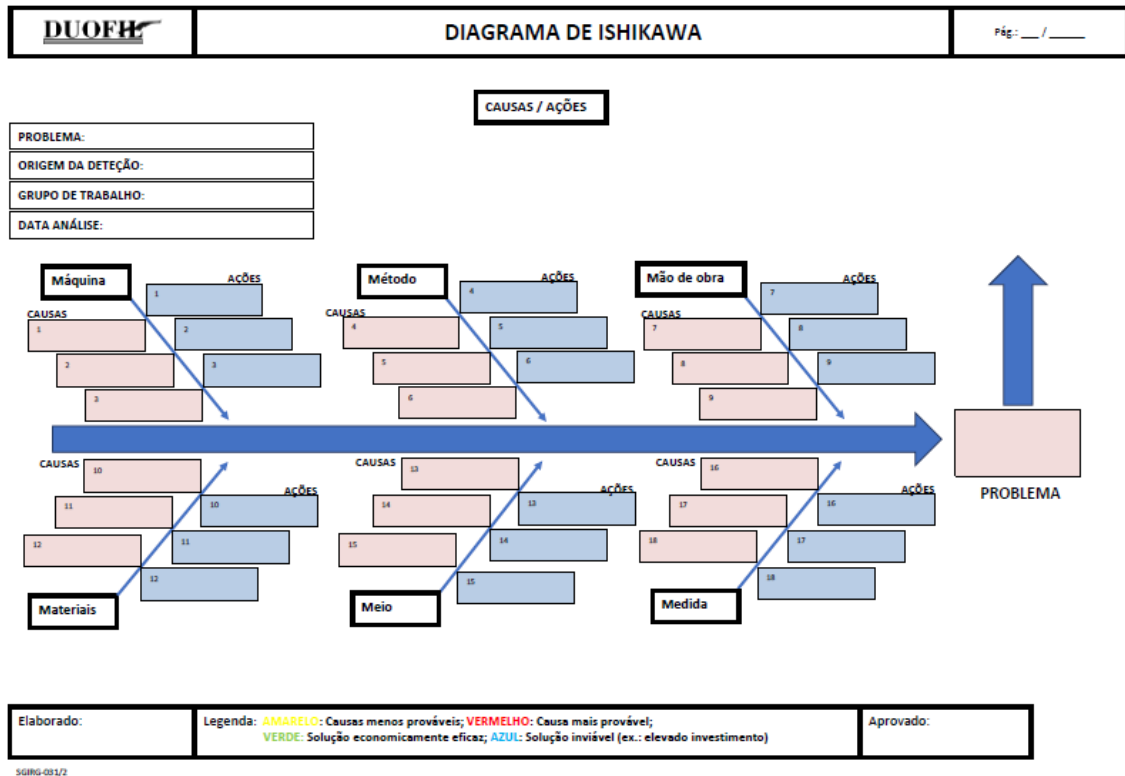 DUOFIL
DIAGRAMA DE ISHIKAWA
Pág.: ___ / _____
CAUSAS / AÇÕES
PROBLEMA:
ORIGEM DA DETEÇÃO:
GRUPO DE TRABALHO:
DATA ANÁLISE:
Máquina
AÇÕES
1
2
3
CAUSAS
1
2
3
Método
AÇÕES
4
5
6
CAUSAS
4
5
6
Mão de obra
AÇÕES
7
8
9
CAUSAS
7
8
9
PROBLEMA
CAUSAS
10
11
12
AÇÕES
10
11
12
Materiais
CAUSAS
13
14
15
AÇÕES
13
14
15
Meio
CAUSAS
16
17
18
AÇÕES
16
17
18
Medida
Elaborado:
Legenda: AMARELO: Causas menos prováveis; VERMELHO: Causa mais provável;
VERDE: Solução economicamente eficaz; AZUL: Solução inviável (ex.: elevado investimento)
Aprovado:
SGIRG-031/2